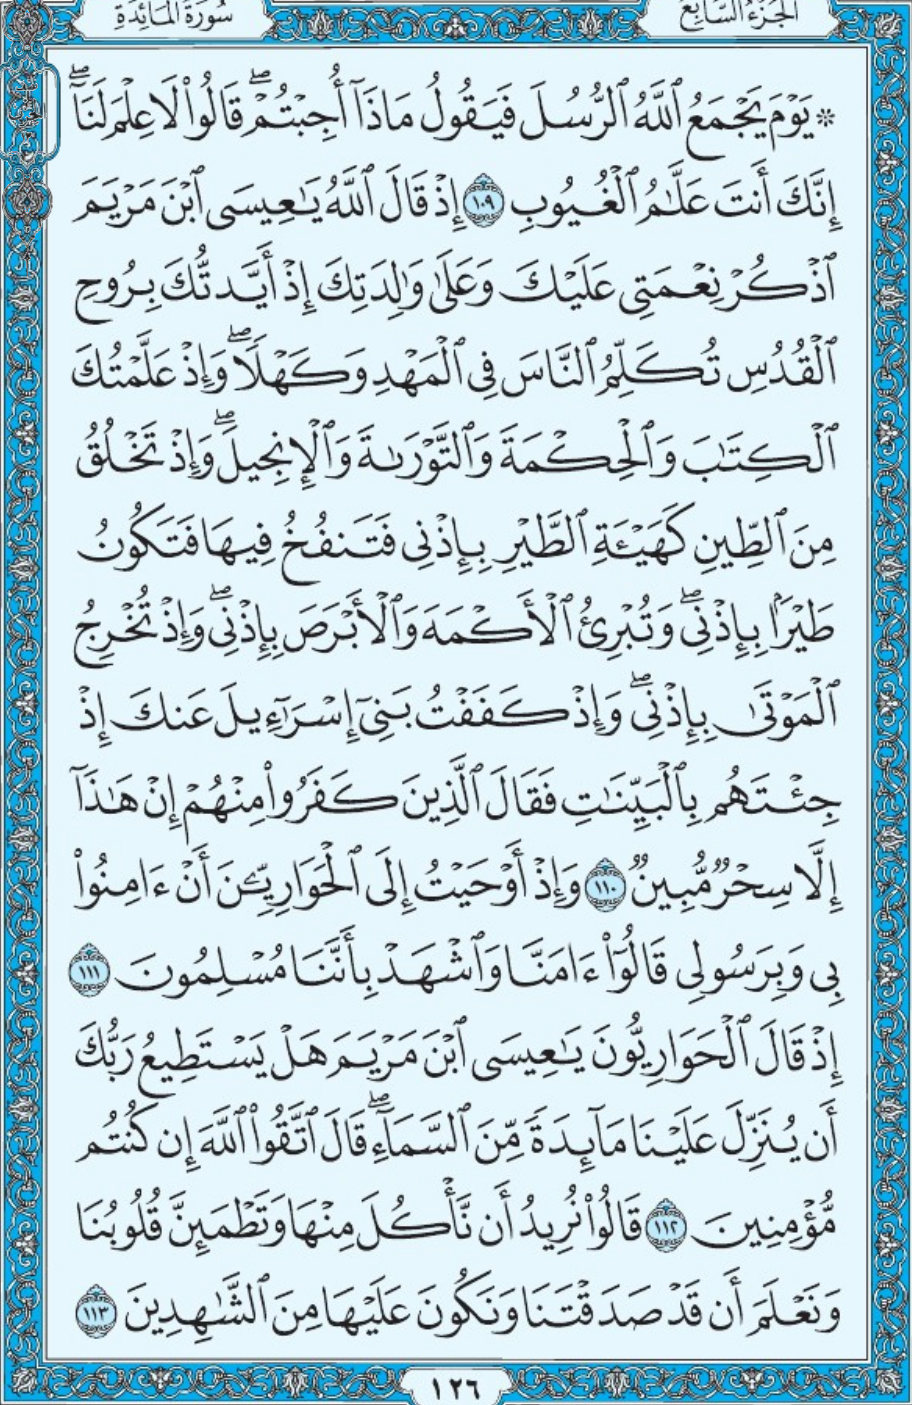 الجزء السابع
سورة المائدة
۞ يَوْمَ يَجْمَعُ ٱللَّهُ ٱلرُّسُلَ فَيَقُولُ مَاذَآ أُجِبْتُمْۖ قَالُوا۟ لَا عِلْمَ لَنَآۖ
إِنَّكَ أَنتَ عَلَّـٰمُ ٱلْغُيُوبِ ١٠٩ إِذْ قَالَ ٱللَّهُ يَـٰعِيسَى ٱبْنَ مَرْيَمَ
ٱذْكُرْ نِعْمَتِى عَلَيْكَ وَعَلَىٰ وَٰلِدَتِكَ إِذْ أَيَّدتُّكَ بِرُوحِ
ٱلْقُدُسِ تُكَلِّمُ ٱلنَّاسَ فِى ٱلْمَهْدِ وَكَهْلًاۖ وَإِذْ عَلَّمْتُكَ
ٱلْكِتَـٰبَ وَٱلْحِكْمَةَ وَٱلتَّوْرَىٰةَ وَٱلْإِنجِيلَۖ وَإِذْ تَخْلُقُ
مِنَ ٱلطِّينِ كَهَيْـَٔةِ ٱلطَّيْرِ بِإِذْنِى فَتَنفُخُ فِيهَا فَتَكُونُ
طَيْرًۢا بِإِذْنِىۖ وَتُبْرِئُ ٱلْأَكْمَهَ وَٱلْأَبْرَصَ بِإِذْنِىۖ وَإِذْ تُخْرِجُ
ٱلْمَوْتَىٰ بِإِذْنِىۖ وَإِذْ كَفَفْتُ بَنِىٓ إِسْرَٰٓءِيلَ عَنكَ إِذْ
جِئْتَهُم بِٱلْبَيِّنَـٰتِ فَقَالَ ٱلَّذِينَ كَفَرُوا۟ مِنْهُمْ إِنْ هَـٰذَآ
إِلَّا سِحْرٌ مُّبِينٌ ١١٠ وَإِذْ أَوْحَيْتُ إِلَى ٱلْحَوَارِيِّـۧنَ أَنْ ءَامِنُوا۟
بِى وَبِرَسُولِى قَالُوٓا۟ ءَامَنَّا وَٱشْهَدْ بِأَنَّنَا مُسْلِمُونَ ١١١
إِذْ قَالَ ٱلْحَوَارِيُّونَ يَـٰعِيسَى ٱبْنَ مَرْيَمَ هَلْ يَسْتَطِيعُ رَبُّكَ
أَن يُنَزِّلَ عَلَيْنَا مَآئِدَةً مِّنَ ٱلسَّمَآءِۖ قَالَ ٱتَّقُوا۟ ٱللَّهَ إِن كُنتُم
مُّؤْمِنِينَ ١١٢ قَالُوا۟ نُرِيدُ أَن نَّأْكُلَ مِنْهَا وَتَطْمَئِنَّ قُلُوبُنَا
وَنَعْلَمَ أَن قَدْ صَدَقْتَنَا وَنَكُونَ عَلَيْهَا مِنَ ٱلشَّـٰهِدِينَ ١١٣
١٢٦